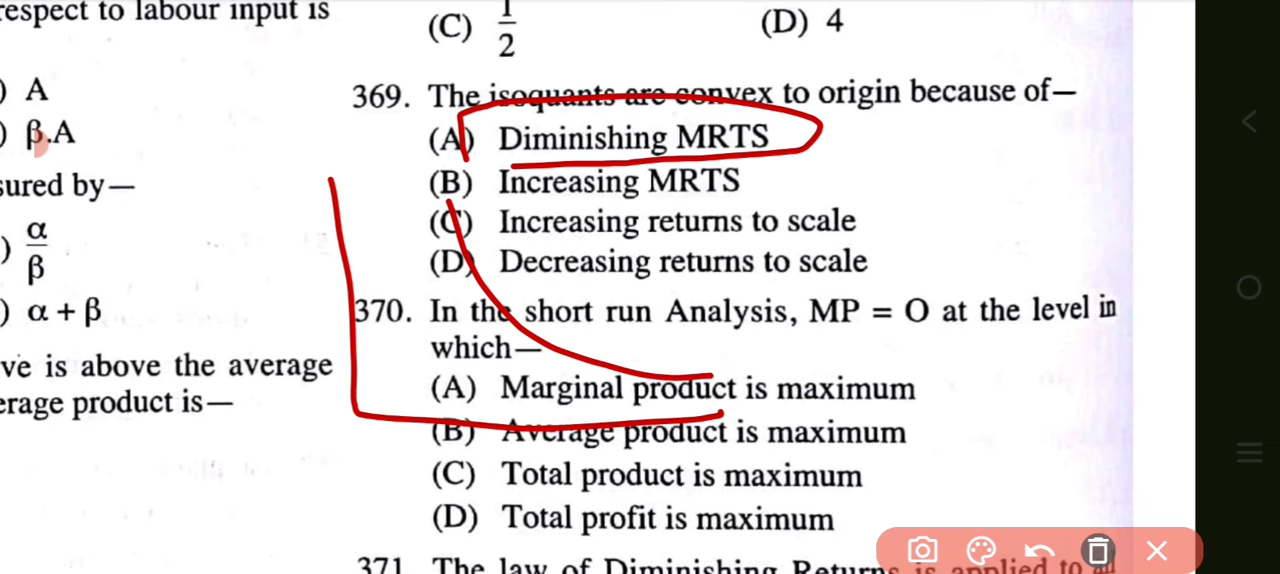 respect to labour input is
) A
) β.A
sured by—
) α/β
) α + β
ve is above the average
erage product is—
(C) 1/2 (D) 4
369. The isoquants are convex to origin because of—
(A) Diminishing MRTS
(B) Increasing MRTS
(C) Increasing returns to scale
(D) Decreasing returns to scale
370. In the short run Analysis, MP = O at the level in
which—
(A) Marginal product is maximum
(B) Average product is maximum
(C) Total product is maximum
(D) Total profit is maximum
371. The law of Diminishing Returns is applied to all